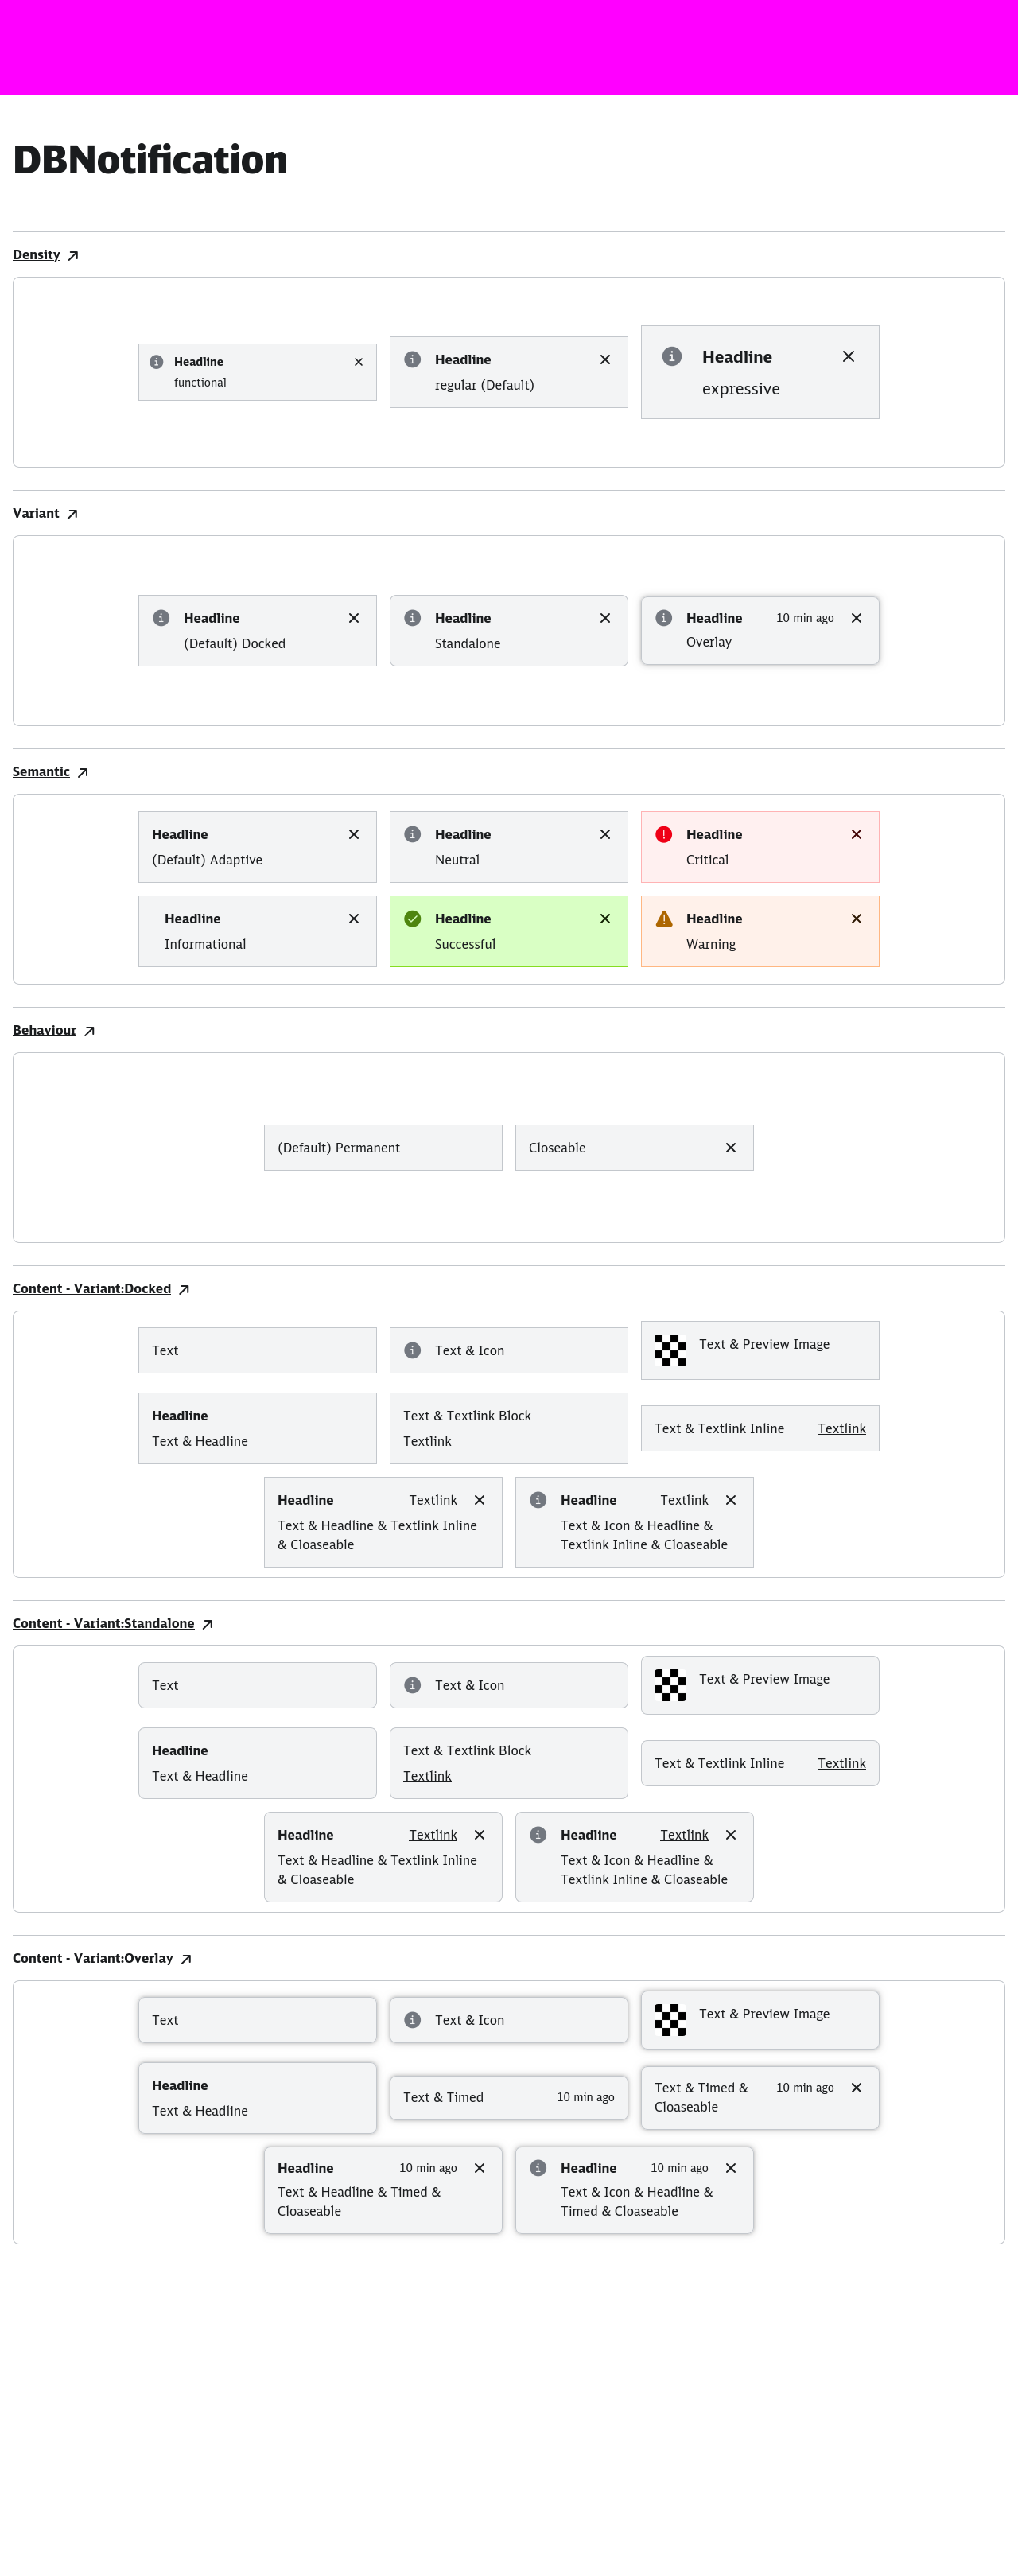 DBNotification
Density
Headline
functional
Headline
regular (Default)
Headline
expressive
Variant
Headline
(Default) Docked
Headline
Standalone
Headline 10 min ago
Overlay
Semantic
Headline
(Default) Adaptive
Headline
Neutral
Headline
Critical
Headline
Informational
Headline
Successful
Headline
Warning
Behaviour
(Default) Permanent
Closeable
Content - Variant:Docked
Text
Text & Icon
Text & Preview Image
Headline
Text & Headline
Text & Textlink Block
Textlink
Text & Textlink Inline Textlink
Headline Textlink
Text & Headline & Textlink Inline
& Cloaseable
Headline Textlink
Text & Icon & Headline &
Textlink Inline & Cloaseable
Content - Variant:Standalone
Text
Text & Icon
Text & Preview Image
Headline
Text & Headline
Text & Textlink Block
Textlink
Text & Textlink Inline Textlink
Headline Textlink
Text & Headline & Textlink Inline
& Cloaseable
Headline Textlink
Text & Icon & Headline &
Textlink Inline & Cloaseable
Content - Variant:Overlay
Text
Text & Icon
Text & Preview Image
Headline
Text & Headline
Text & Timed 10 min ago
Text & Timed & 10 min ago
Cloaseable
Headline 10 min ago
Text & Headline & Timed &
Cloaseable
Headline 10 min ago
Text & Icon & Headline &
Timed & Cloaseable